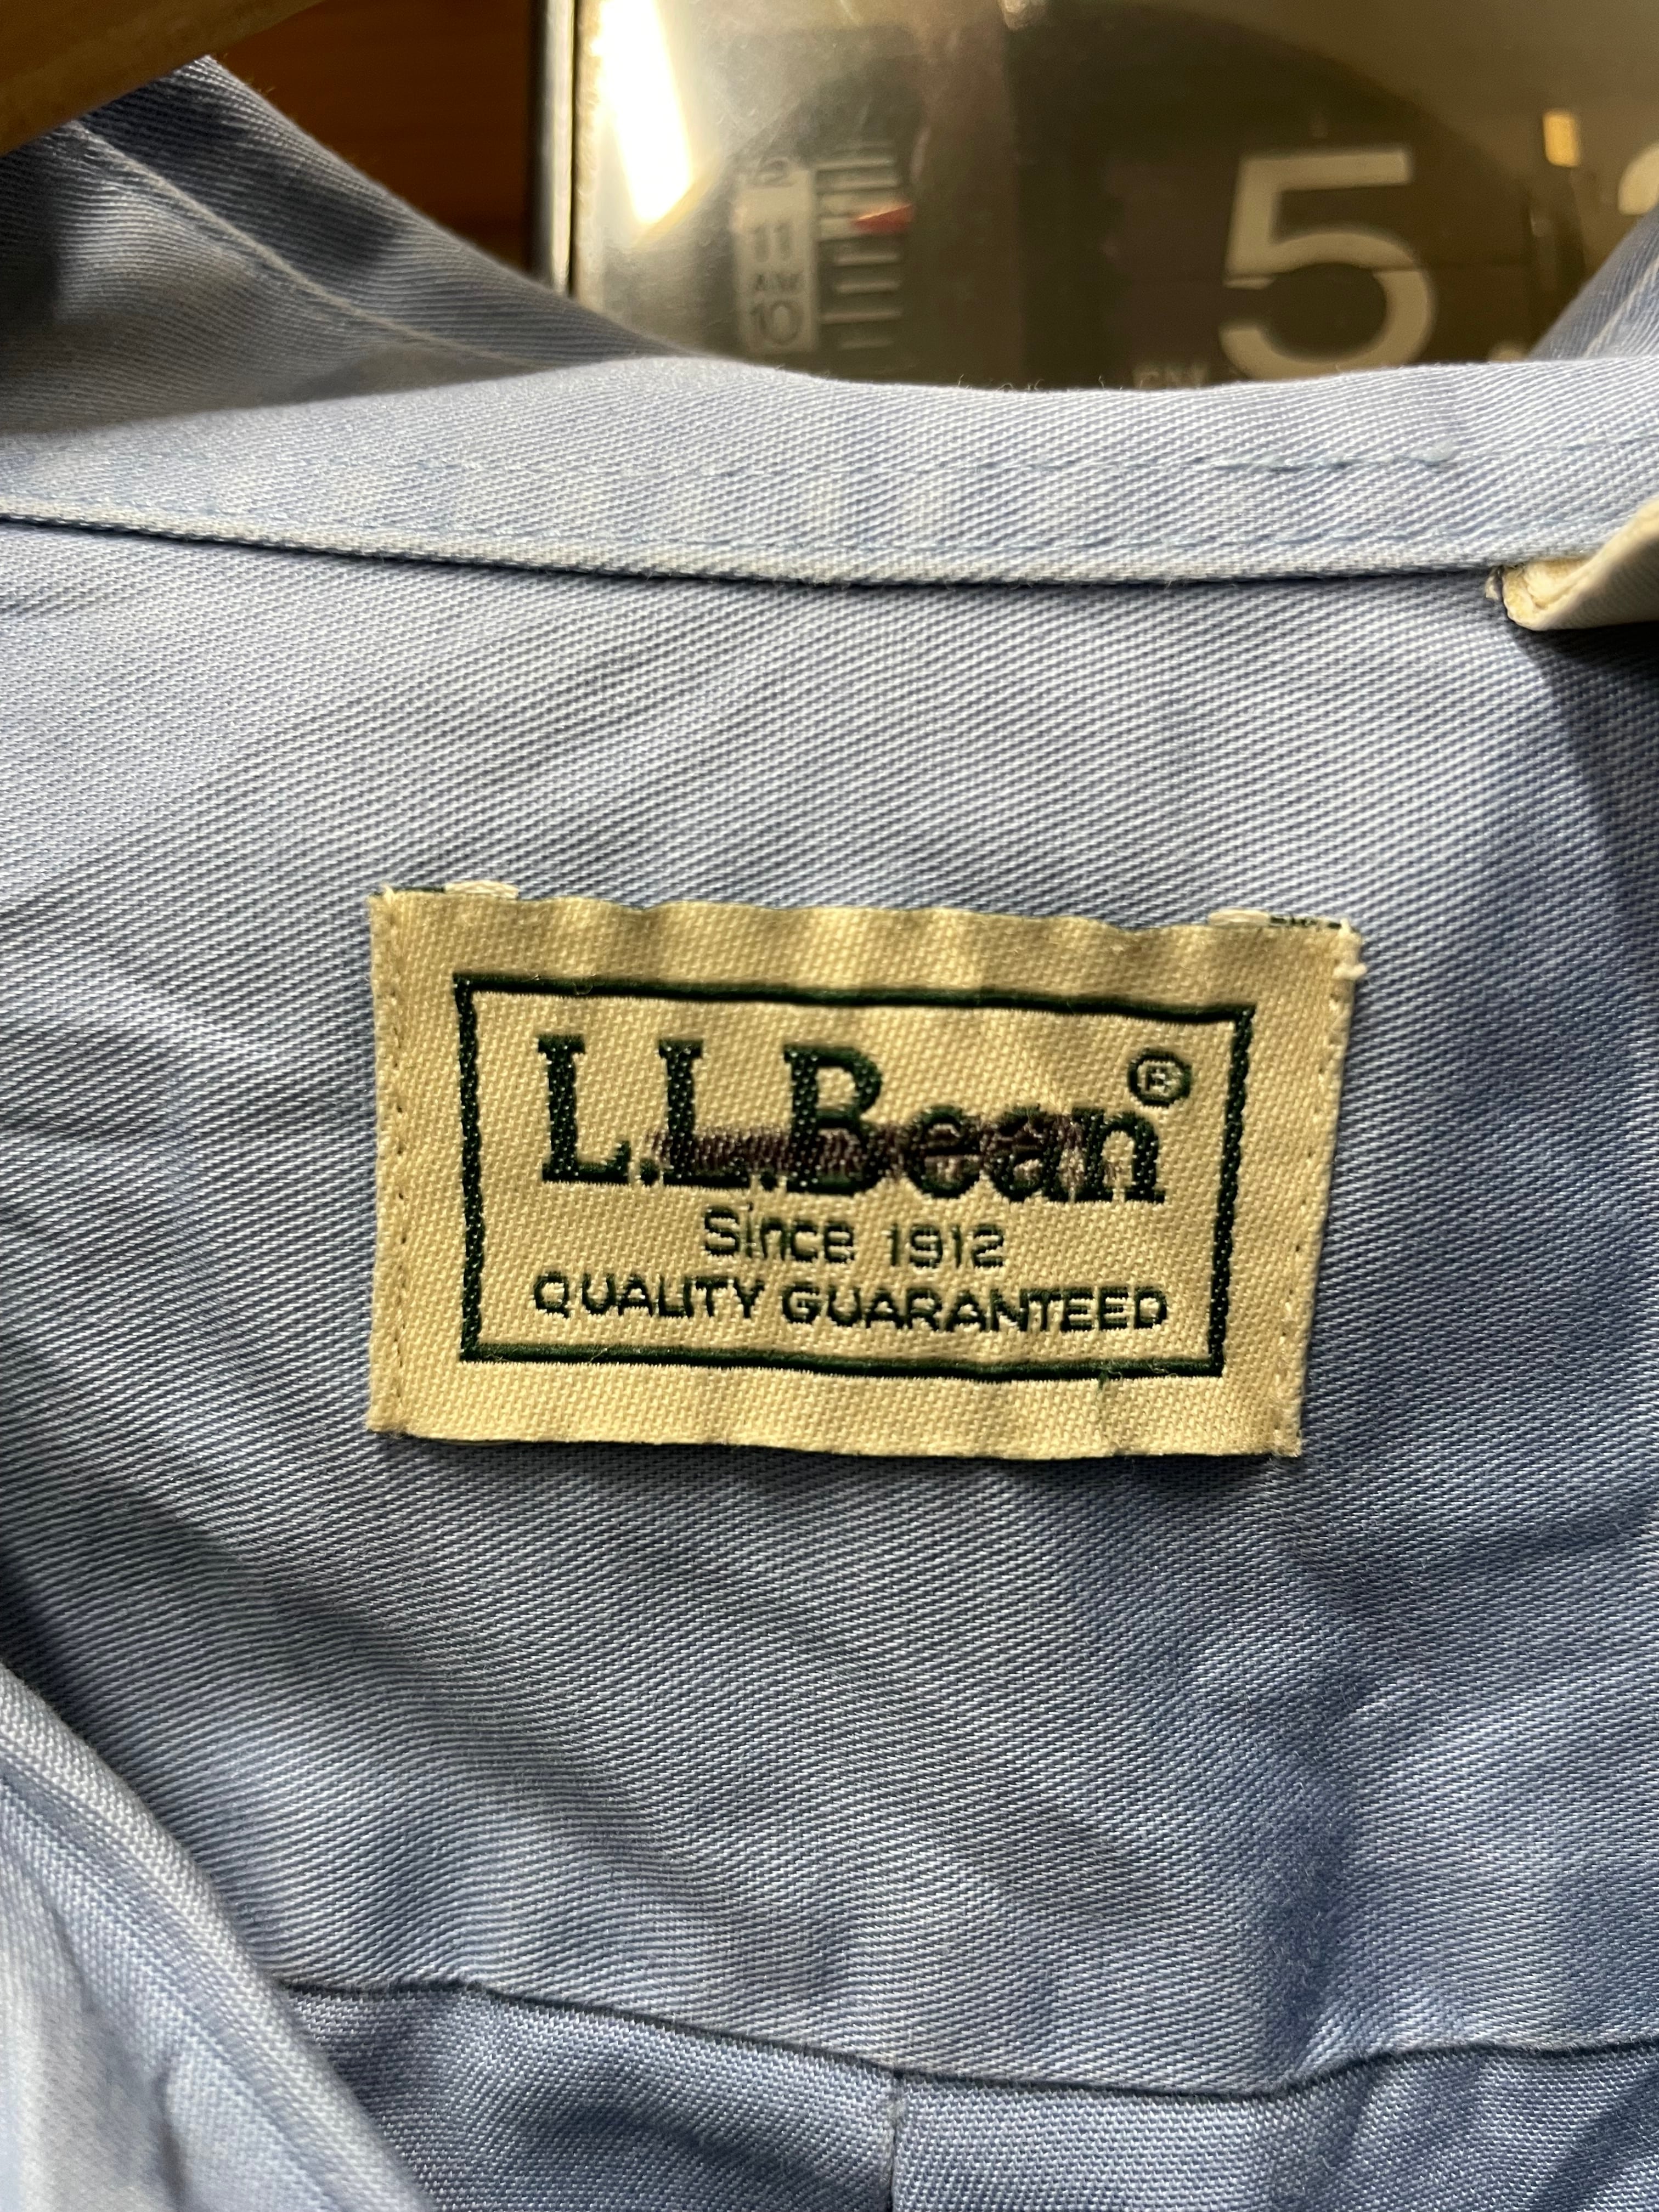 11
AM
10
5
L.L.Bean®
Since 1912
QUALITY GUARANTEED